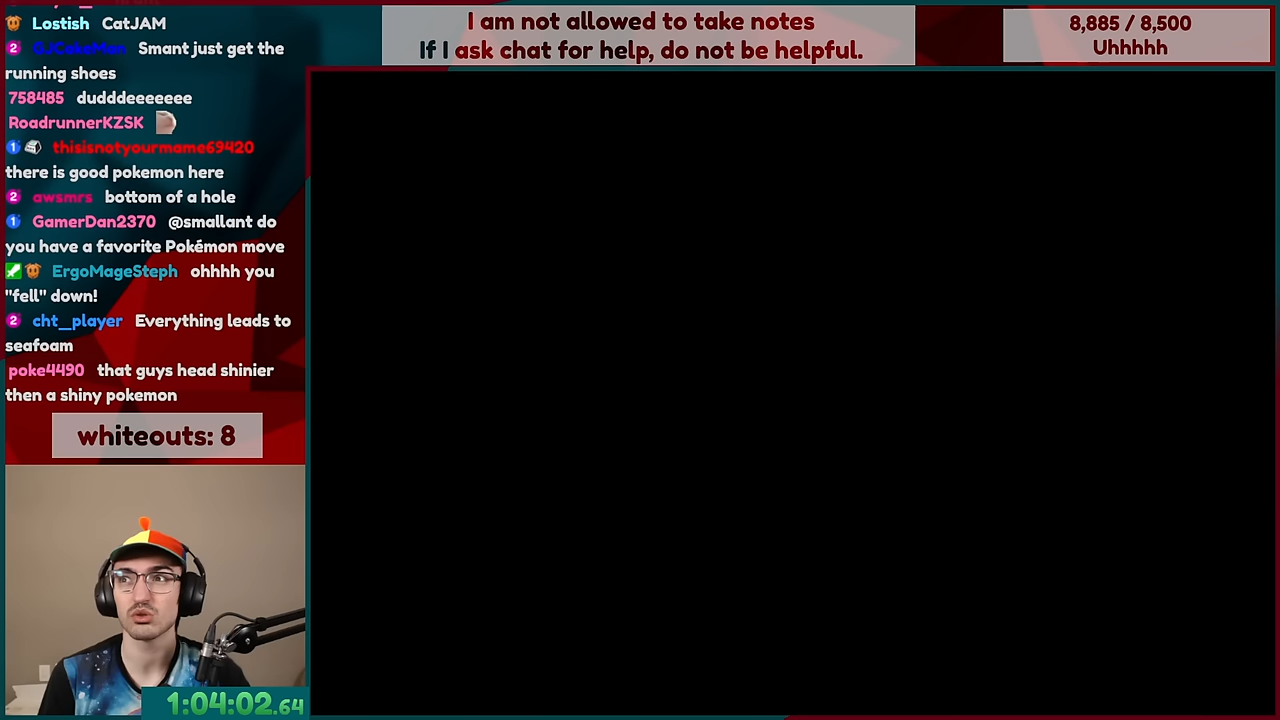 Lostish CatJAM
GJCakeMan Smant just get the
running shoes
758485 dudddeeeeeee
RoadrunnerKZSK
thisisnotyourmame69420
there is good pokemon here
awsmrs bottom of a hole
GamerDan2370 @smallant do
you have a favorite Pokémon move
ErgoMageSteph ohhhh you
"fell" down!
cht_player Everything leads to
seafoam
poke4490 that guys head shinier
then a shiny pokemon
whiteouts: 8
1:04:02.64
I am not allowed to take notes
If I ask chat for help, do not be helpful.
8,885 / 8,500
Uhhhhh